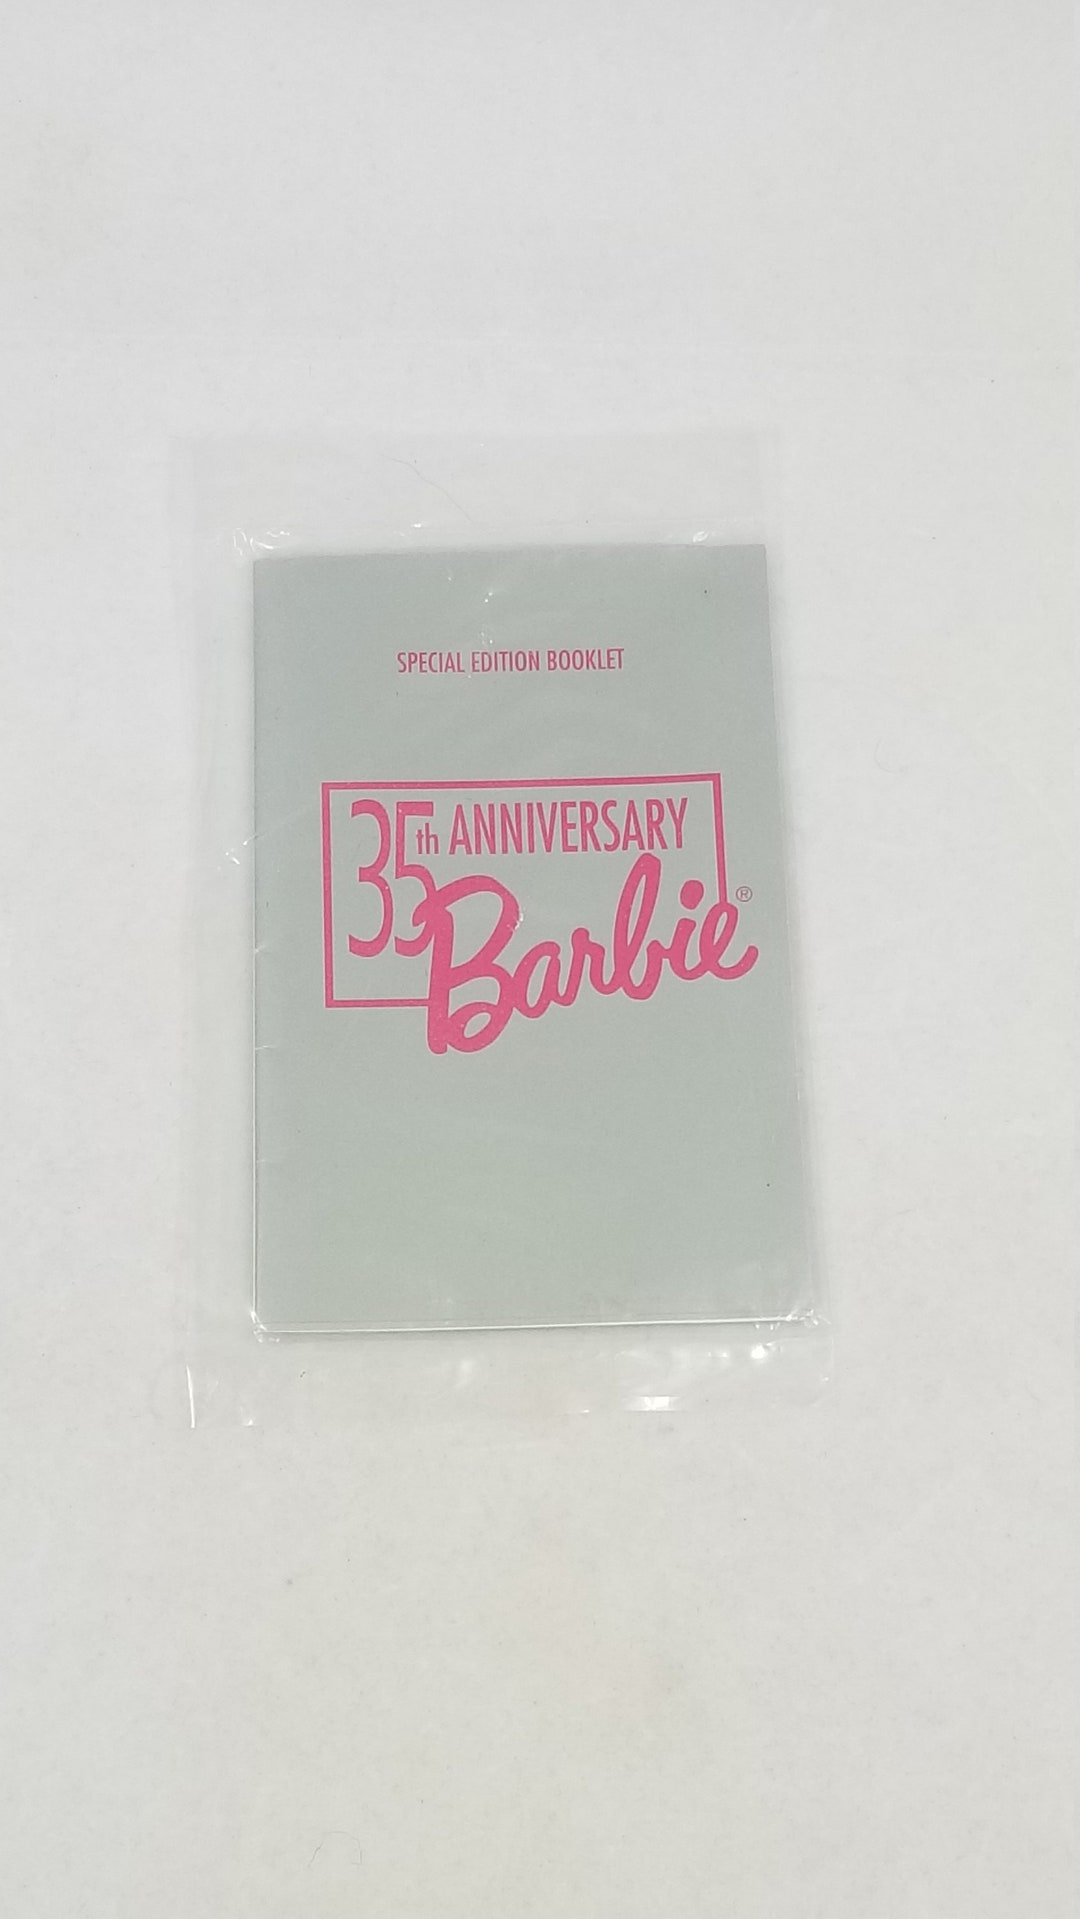 SPECIAL EDITION BOOKLET
35th ANNIVERSARY
Barbie®